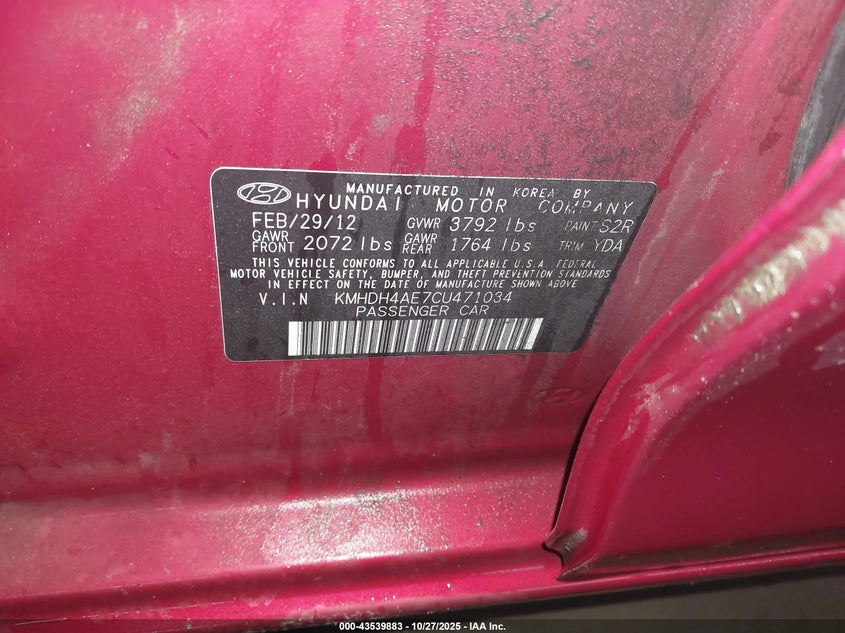 MANUFACTURED IN KOREA BY
HYUNDAI MOTOR COMPANY
FEB/29/12 GVWR 3792 lbs PAINT S2R
GAWR FRONT 2072 lbs GAWR REAR 1764 lbs TRIM YDA
THIS VEHICLE CONFORMS TO ALL APPLICABLE U.S.A. FEDERAL
MOTOR VEHICLE SAFETY, BUMPER, AND THEFT PREVENTION STANDARDS
IN EFFECT ON THE DATE OF MANUFACTURE SHOWN ABOVE
V.I.N KMHDH4AE7CU471034
PASSENGER CAR
000-43539883 - 10/27/2025 - IAA Inc.